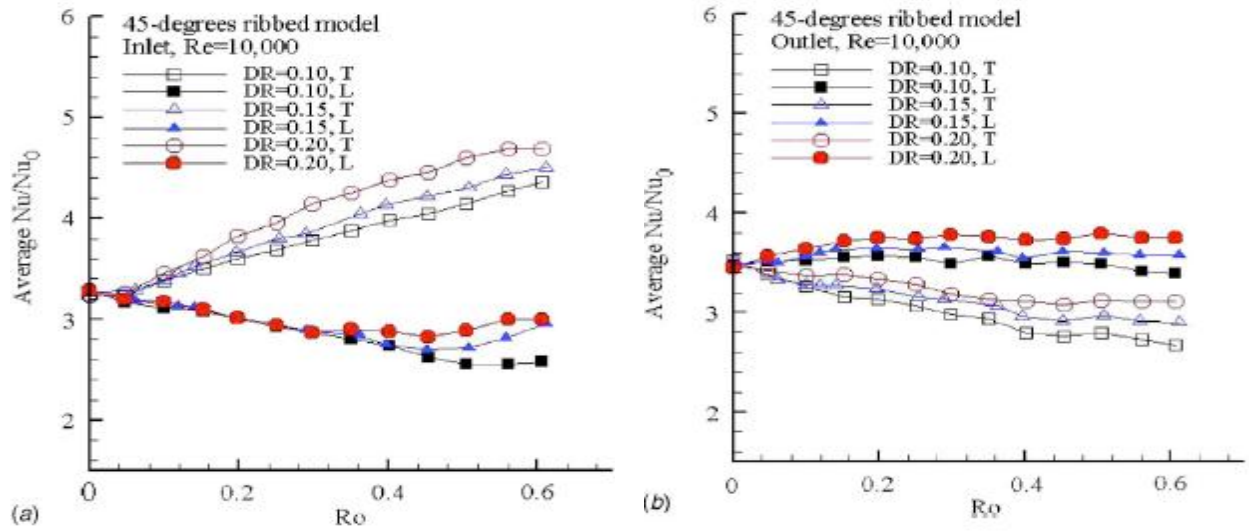 45-degrees ribbed model
Inlet, Re=10,000
DR=0.10, T
DR=0.10, L
DR=0.15, T
DR=0.15, L
DR=0.20, T
DR=0.20, L
Average Nu/Nu0
6
5
4
3
2
0
0.2
0.4
0.6
Ro
(a)
45-degrees ribbed model
Outlet, Re=10,000
DR=0.10, T
DR=0.10, L
DR=0.15, T
DR=0.15, L
DR=0.20, T
DR=0.20, L
Average Nu/Nu0
6
5
4
3
2
0
0.2
0.4
0.6
Ro
(b)